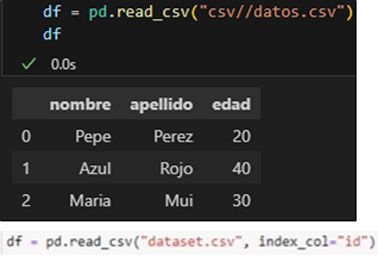 df = pd.read_csv("csv//datos.csv")
df
0.0s
nombre apellido edad
0 Pepe Perez 20
1 Azul Rojo 40
2 Maria Mui 30
df = pd.read_csv("dataset.csv", index_col="id")